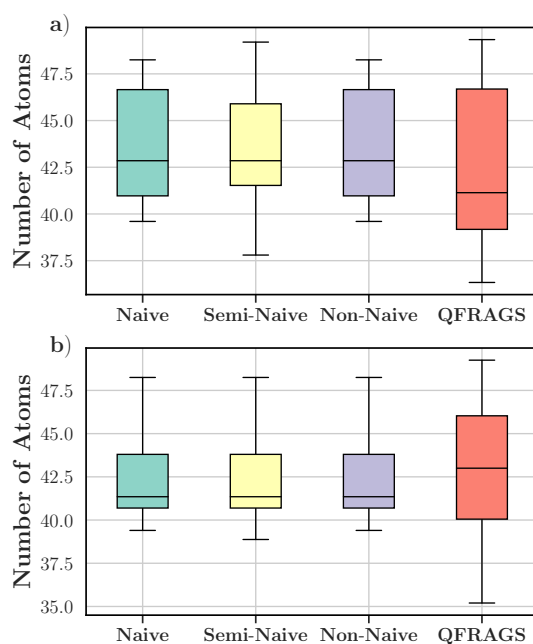 a)
Number of Atoms
47.5
45.0
42.5
40.0
37.5
Naive Semi-Naive Non-Naive QFRAGS
b)
Number of Atoms
47.5
45.0
42.5
40.0
37.5
35.0
Naive Semi-Naive Non-Naive QFRAGS